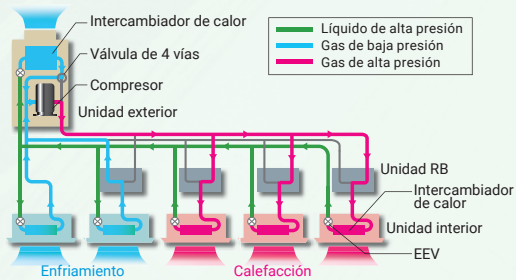 Intercambiador de calor
Válvula de 4 vías
Compresor
Unidad exterior
Líquido de alta presión
Gas de baja presión
Gas de alta presión
Unidad RB
Intercambiador
de calor
Unidad interior
EEV
Enfriamiento
Calefacción